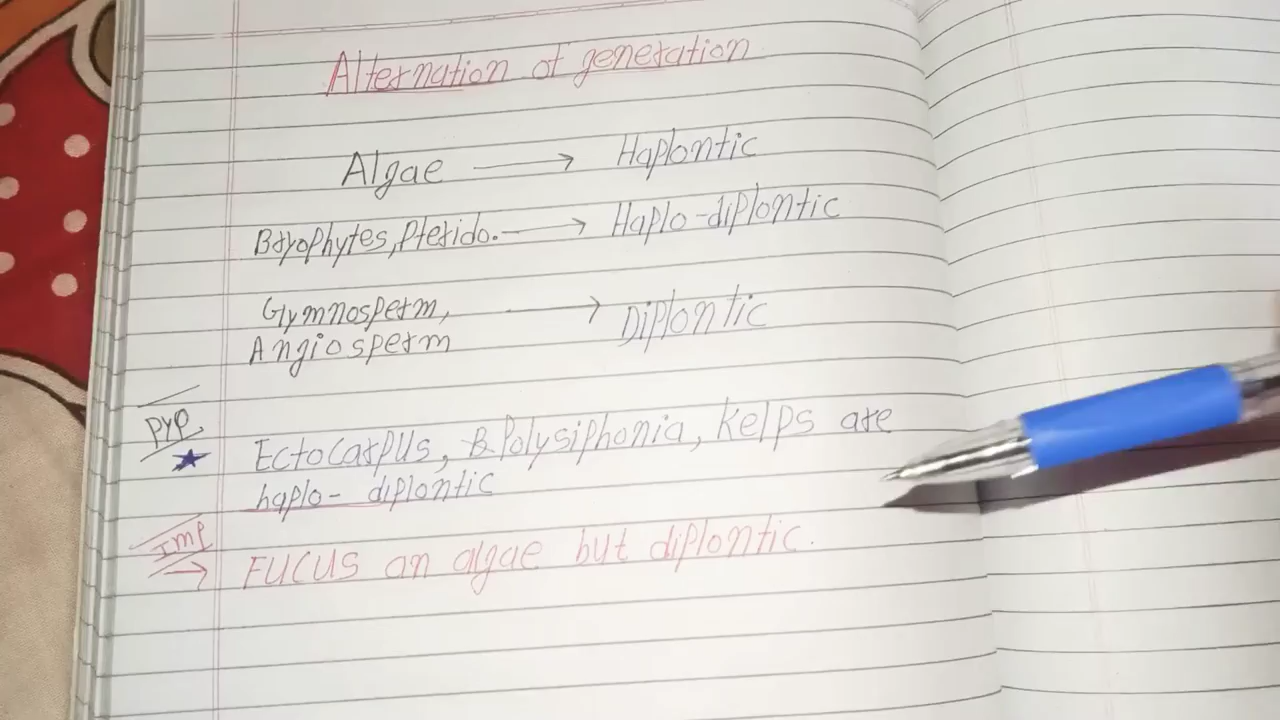 Alternation of generation
Algae → Haplontic
Bryophytes, Pterido. → Haplo-diplontic
Gymnosperm,
Angiosperm → Diplontic
PYQ
★ Ectocarpus, & Polysiphonia, Kelps are
haplo- diplontic
Imp
→ Fucus an algae but diplontic.